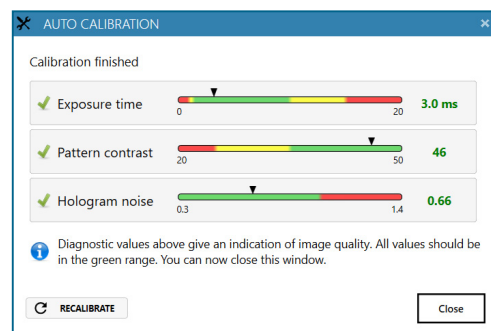 AUTO CALIBRATION
Calibration finished
Exposure time 0 20 3.0 ms
Pattern contrast 20 50 46
Hologram noise 0.3 1.4 0.66
Diagnostic values above give an indication of image quality. All values should be
in the green range. You can now close this window.
RECALIBRATE Close